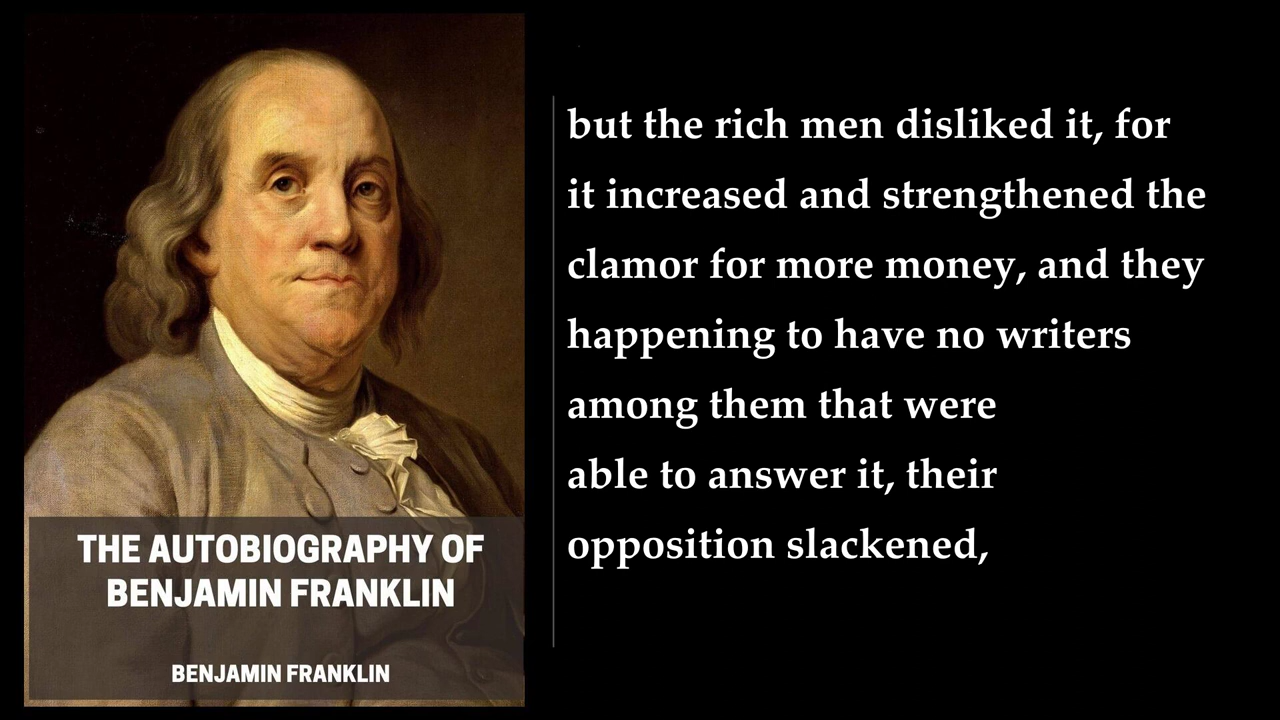 THE AUTOBIOGRAPHY OF
BENJAMIN FRANKLIN
BENJAMIN FRANKLIN
but the rich men disliked it, for
it increased and strengthened the
clamor for more money, and they
happening to have no writers
among them that were
able to answer it, their
opposition slackened,